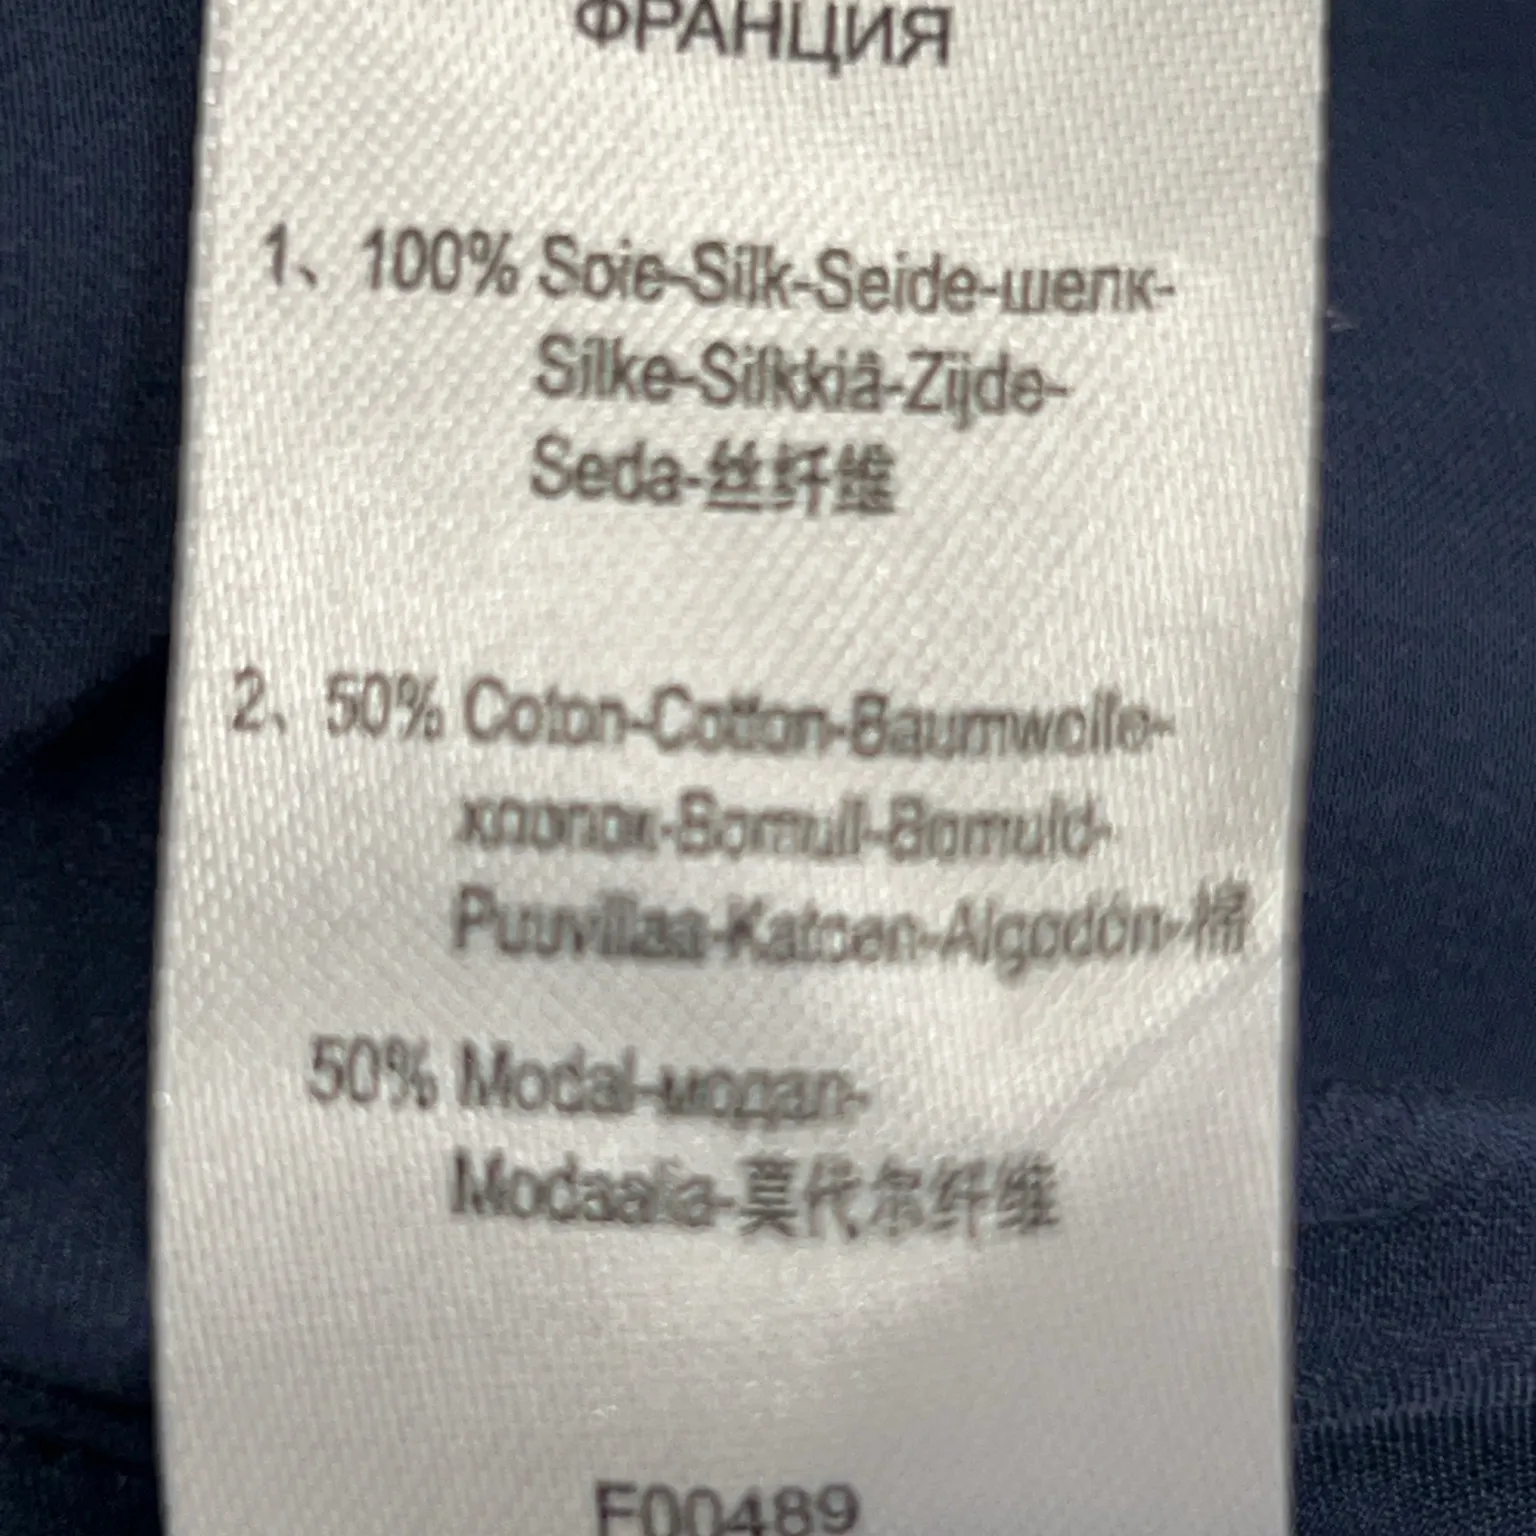 ФРАНЦИЯ
1、100% Soie-Silk-Seide-шелк-
Silke-Silkkiä-Zijde-
Seda-丝纤维
2、50% Coton-Cotton-Baumwolle-
хлопок-Bomull-Bomuld-
Puuvillaa-Katoen-Algodón-棉
50% Modal-модал-
Modaalia-莫代尔纤维
F00489